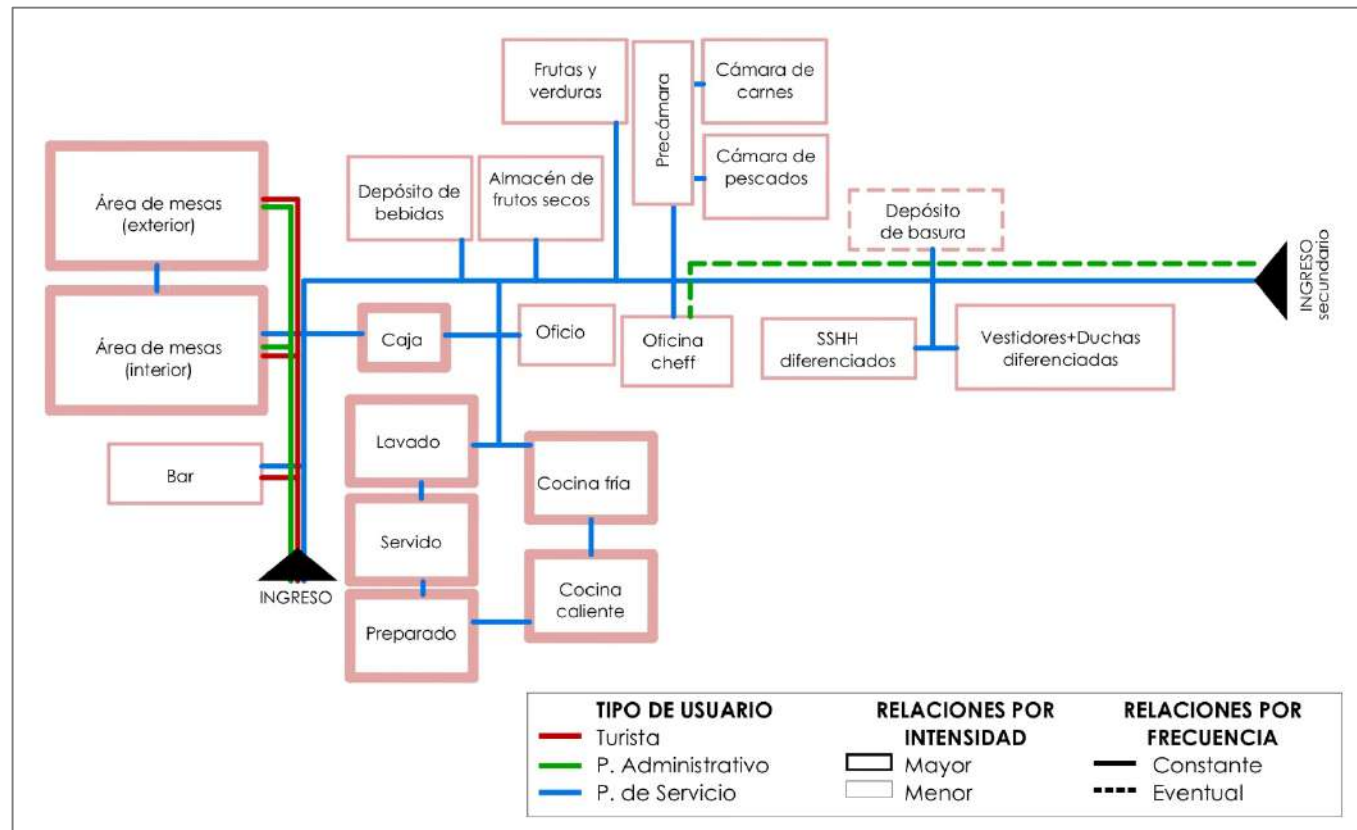 Frutas y
verduras
Precámara
Cámara de
carnes
Cámara de
pescados
Área de mesas
(exterior)
Depósito de
bebidas
Almacén de
frutos secos
Depósito
de basura
INGRESO
secundario
Área de mesas
(interior)
Caja
Oficio
Oficina
cheff
SSHH
diferenciados
Vestidores+Duchas
diferenciadas
Bar
Lavado
Cocina fría
Servido
INGRESO
Cocina
caliente
Preparado
TIPO DE USUARIO
Turista
P. Administrativo
P. de Servicio
RELACIONES POR
INTENSIDAD
Mayor
Menor
RELACIONES POR
FRECUENCIA
Constante
Eventual